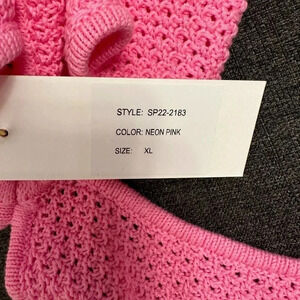 STYLE: SP22-2183
COLOR: NEON PINK
SIZE: XL